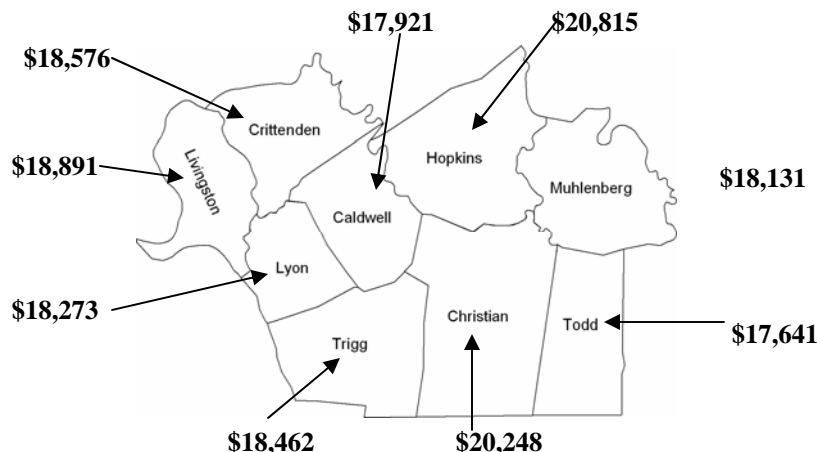 $17,921
$20,815
$18,576
Crittenden
Hopkins
$18,891
Livingston
Muhlenberg
$18,131
Caldwell
Lyon
$18,273
Christian
Todd
$17,641
Trigg
$18,462
$20,248